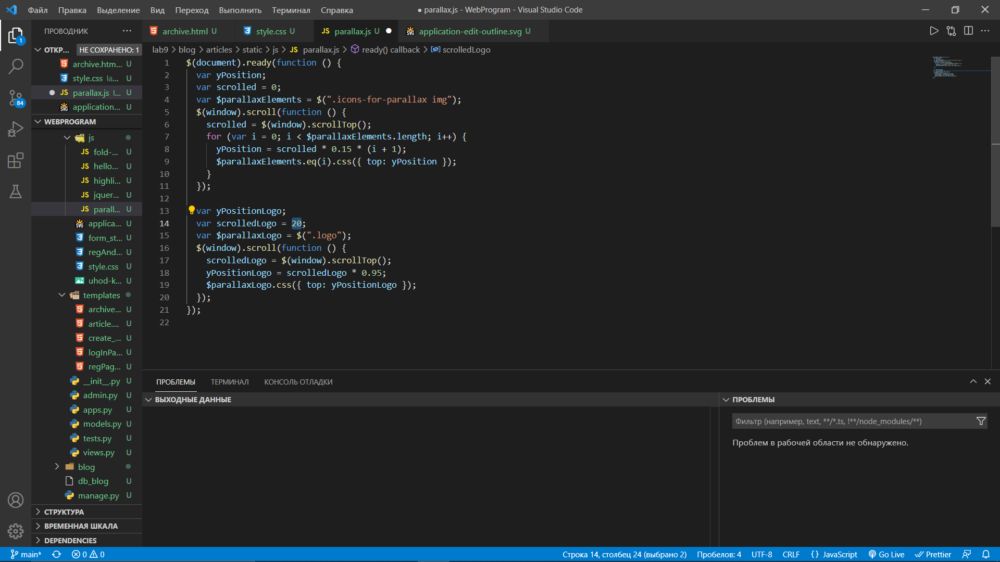 Файл Правка Выделение Вид Переход Выполнить Терминал Справка
● parallax.js - WebProgram - Visual Studio Code
ПРОВОДНИК ···
archive.html U style.css U JS parallax.js U ● application-edit-outline.svg U
1
ОТКР... НЕ СОХРАНЕНО: 1
archive.htm... U
style.css la... U
● JS parallax.js l... U
application... U
84
WEBPROGRAM
js
JS fold-... U
JS hello... U
JS highli... U
JS jquer... U
JS parall... U
applica... U
form_st... U
regAnd... U
style.css U
uhod-k... U
templates
archive... U
article.... U
create_... U
logInPa... U
regPag... U
__init__.py U
admin.py U
apps.py U
models.py U
tests.py U
views.py U
blog
db_blog U
manage.py U
СТРУКТУРА
ВРЕМЕННАЯ ШКАЛА
DEPENDENCIES
lab9 > blog > articles > static > js > JS parallax.js > ready() callback > scrolledLogo
1 $(document).ready(function () {
2 var yPosition;
3 var scrolled = 0;
4 var $parallaxElements = $(".icons-for-parallax img");
5 $(window).scroll(function () {
6 scrolled = $(window).scrollTop();
7 for (var i = 0; i < $parallaxElements.length; i++) {
8 yPosition = scrolled * 0.15 * (i + 1);
9 $parallaxElements.eq(i).css({ top: yPosition });
10 }
11 });
12
13 var yPositionLogo;
14 var scrolledLogo = 20;
15 var $parallaxLogo = $(".logo");
16 $(window).scroll(function () {
17 scrolledLogo = $(window).scrollTop();
18 yPositionLogo = scrolledLogo * 0.95;
19 $parallaxLogo.css({ top: yPositionLogo });
20 });
21 });
22
ПРОБЛЕМЫ ТЕРМИНАЛ КОНСОЛЬ ОТЛАДКИ
ВЫХОДНЫЕ ДАННЫЕ
ПРОБЛЕМЫ
Фильтр (например, text, **/*.ts, !**/node_modules/**)
Проблем в рабочей области не обнаружено.
main* 0 0 Строка 14, столбец 24 (выбрано 2) Пробелов: 4 UTF-8 CRLF {} JavaScript Go Live Prettier